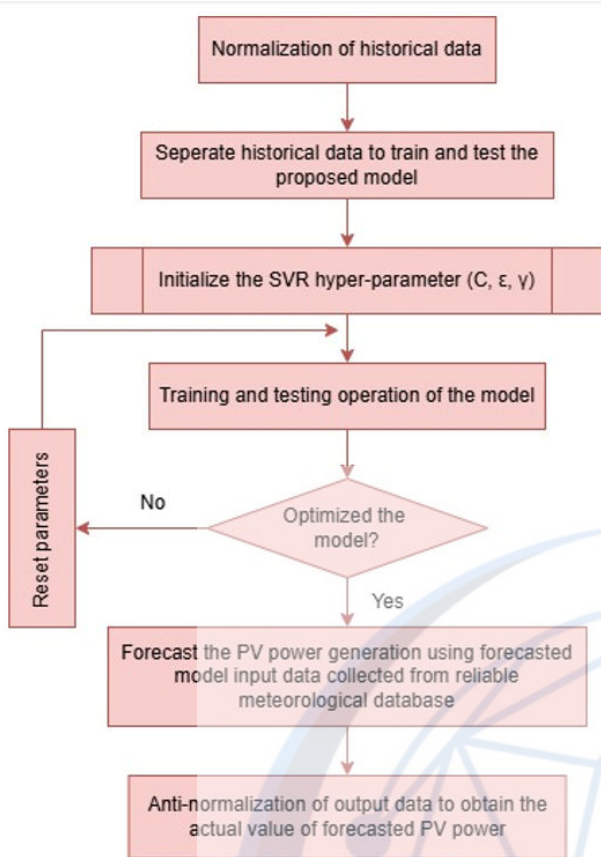 Normalization of historical data
Seperate historical data to train and test the
proposed model
Initialize the SVR hyper-parameter (C, ε, γ)
Training and testing operation of the model
Reset parameters
No
Optimized the
model?
Yes
Forecast the PV power generation using forecasted
model input data collected from reliable
meteorological database
Anti-normalization of output data to obtain the
actual value of forecasted PV power